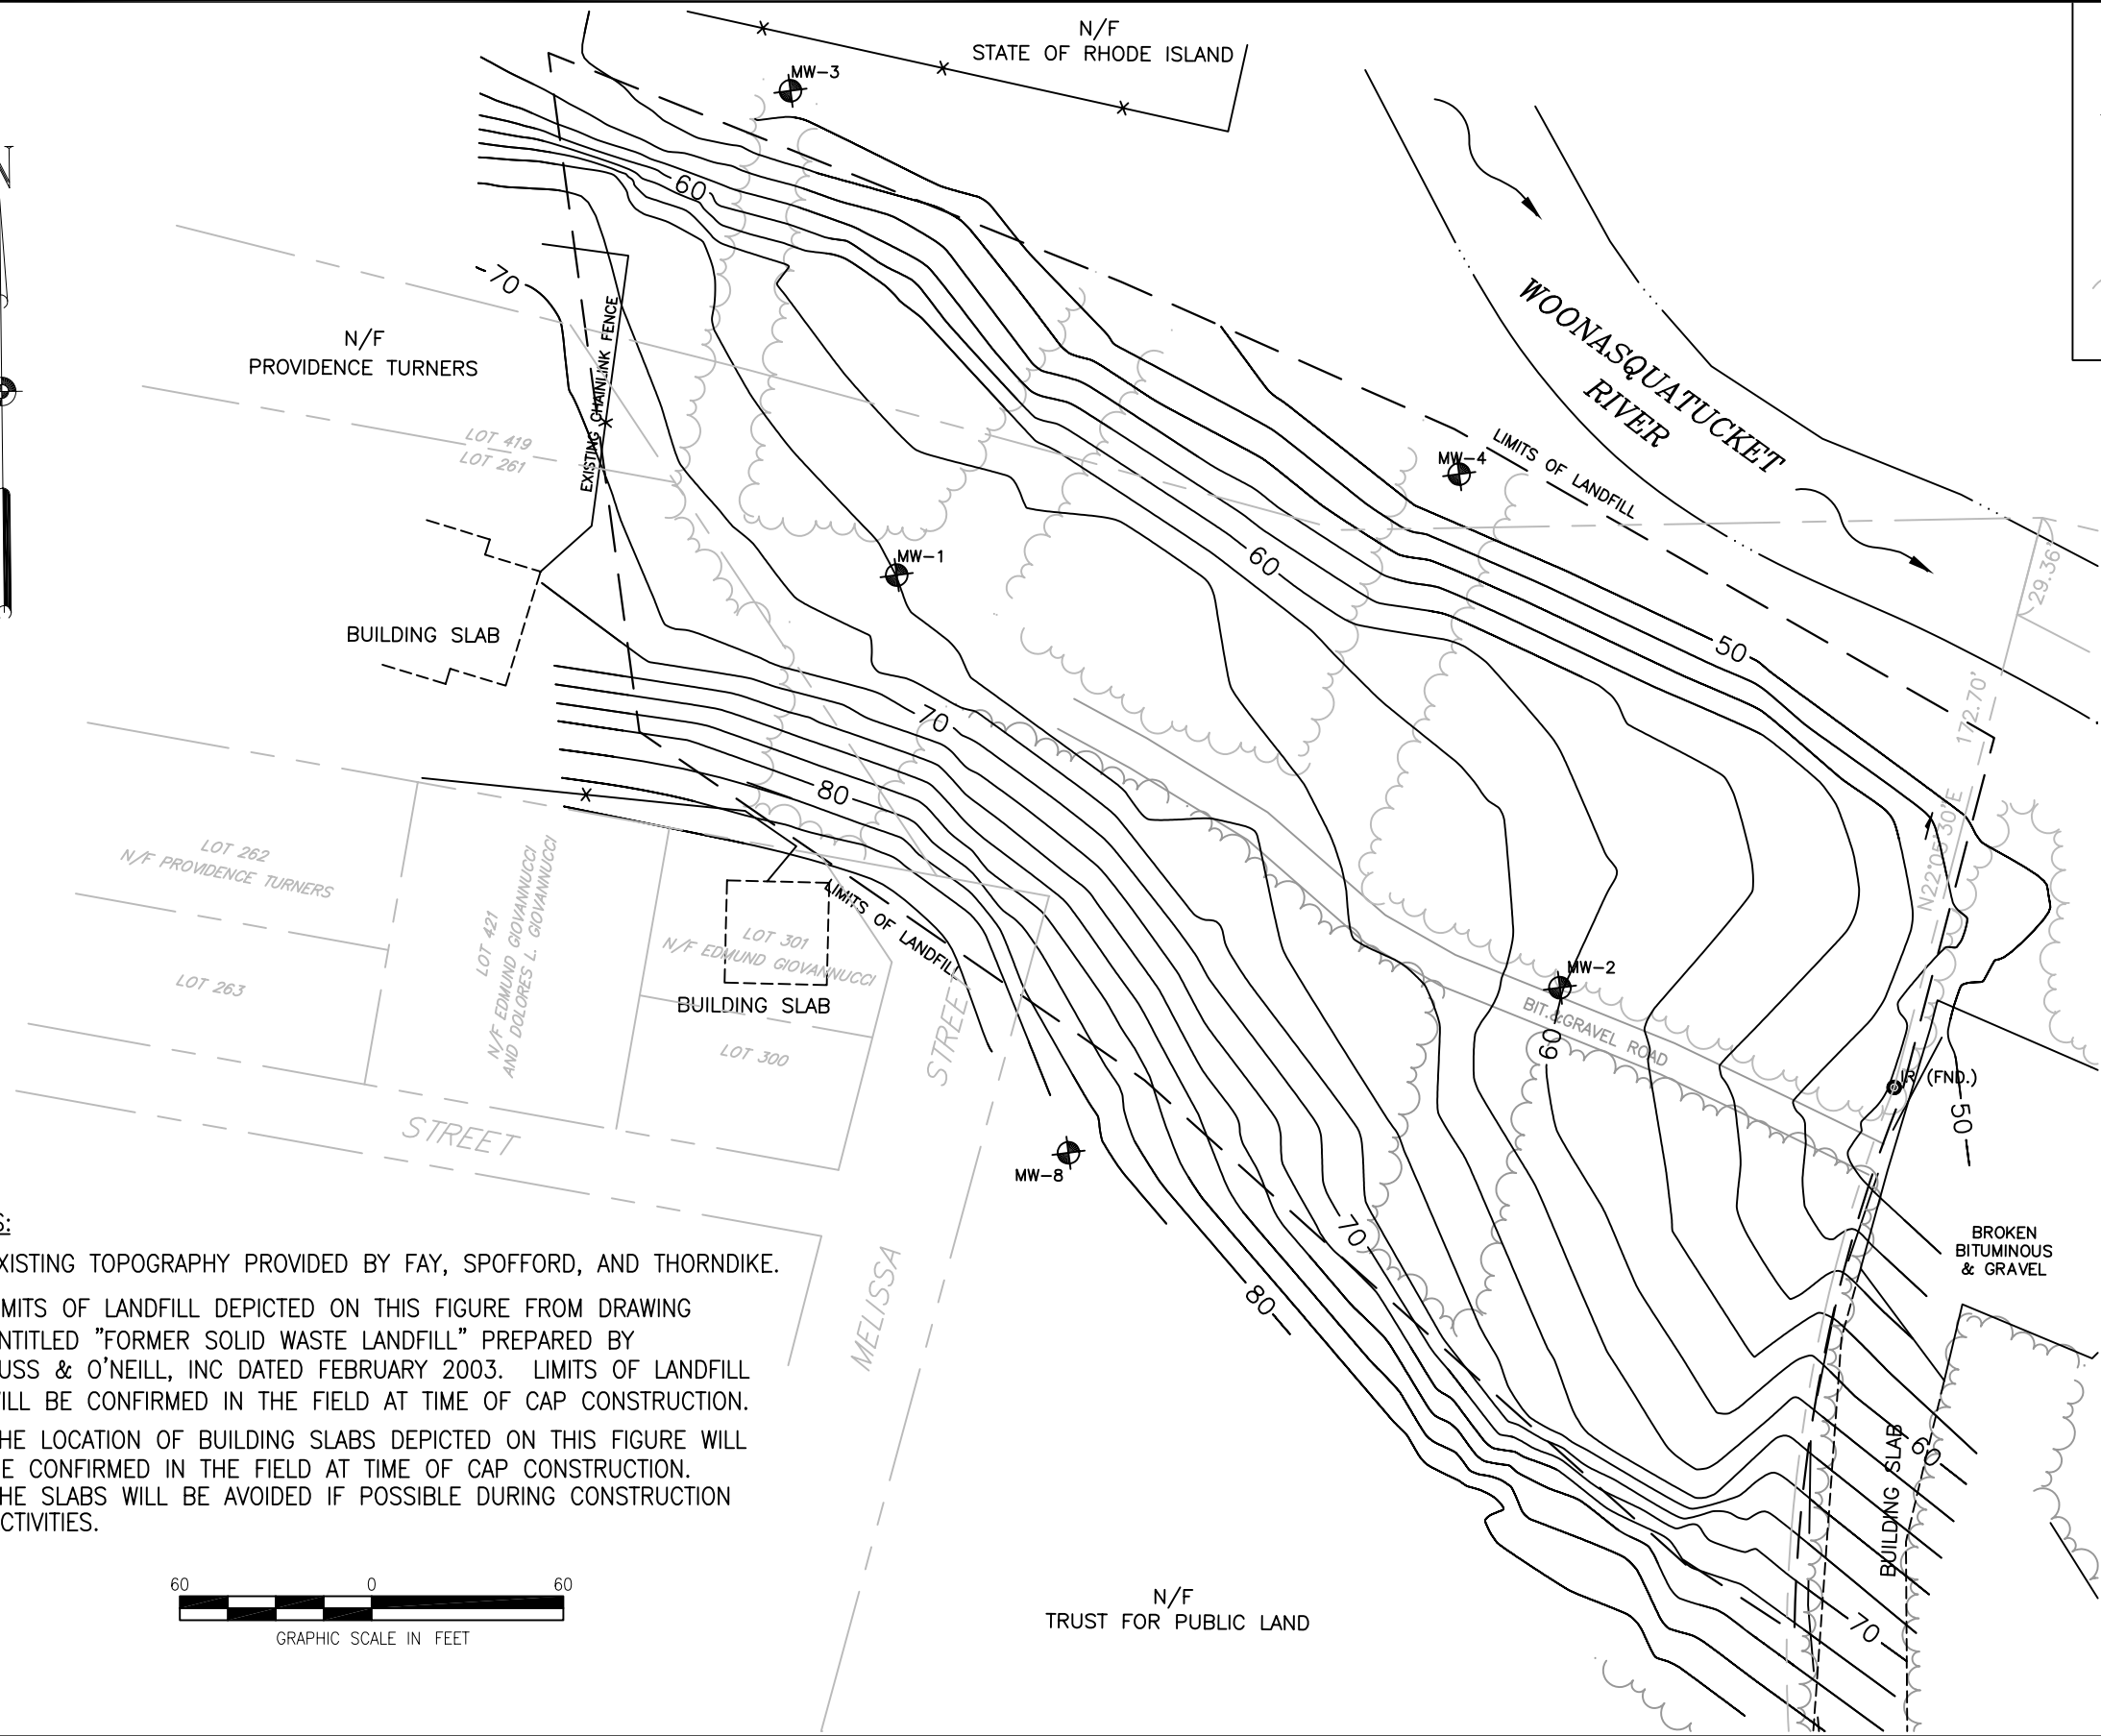 N/F
STATE OF RHODE ISLAND
MW-3
N
60
70
N/F
PROVIDENCE TURNERS
EXISTING CHAINLINK FENCE
LOT 419
LOT 261
WOONASQUATUCKET
RIVER
MW-4
LIMITS OF LANDFILL
MW-1
60
29.36'
BUILDING SLAB
50
172.70'
70
80
N22°05'30"E
LOT 262
N/F PROVIDENCE TURNERS
LOT 421
N/F EDMUND GIOVANNUCCI
AND DOLORES L. GIOVANNUCCI
LOT 301
N/F EDMUND GIOVANNUCCI
LIMITS OF LANDFILL
LOT 263
BUILDING SLAB
LOT 300
STREET
MW-2
BIT.&GRAVEL ROAD
60
IR (FND.)
50
STREET
MW-8
MELISSA
70
80
BROKEN
BITUMINOUS
& GRAVEL
S:
XISTING TOPOGRAPHY PROVIDED BY FAY, SPOFFORD, AND THORNDIKE.
IMITS OF LANDFILL DEPICTED ON THIS FIGURE FROM DRAWING
NTITLED "FORMER SOLID WASTE LANDFILL" PREPARED BY
USS & O'NEILL, INC DATED FEBRUARY 2003. LIMITS OF LANDFILL
ILL BE CONFIRMED IN THE FIELD AT TIME OF CAP CONSTRUCTION.
HE LOCATION OF BUILDING SLABS DEPICTED ON THIS FIGURE WILL
E CONFIRMED IN THE FIELD AT TIME OF CAP CONSTRUCTION.
HE SLABS WILL BE AVOIDED IF POSSIBLE DURING CONSTRUCTION
CTIVITIES.
BUILDING SLAB
60
70
60 0 60
GRAPHIC SCALE IN FEET
N/F
TRUST FOR PUBLIC LAND